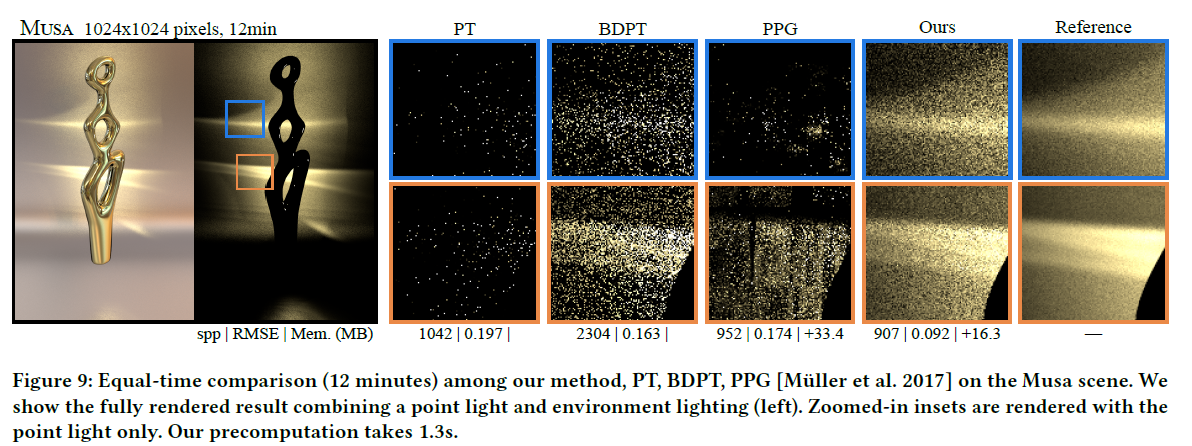 MUSA 1024x1024 pixels, 12min
PT
BDPT
PPG
Ours
Reference
spp | RMSE | Mem. (MB)
1042 | 0.197 |
2304 | 0.163 |
952 | 0.174 | +33.4
907 | 0.092 | +16.3
—
Figure 9: Equal-time comparison (12 minutes) among our method, PT, BDPT, PPG [Müller et al. 2017] on the Musa scene. We
show the fully rendered result combining a point light and environment lighting (left). Zoomed-in insets are rendered with the
point light only. Our precomputation takes 1.3s.